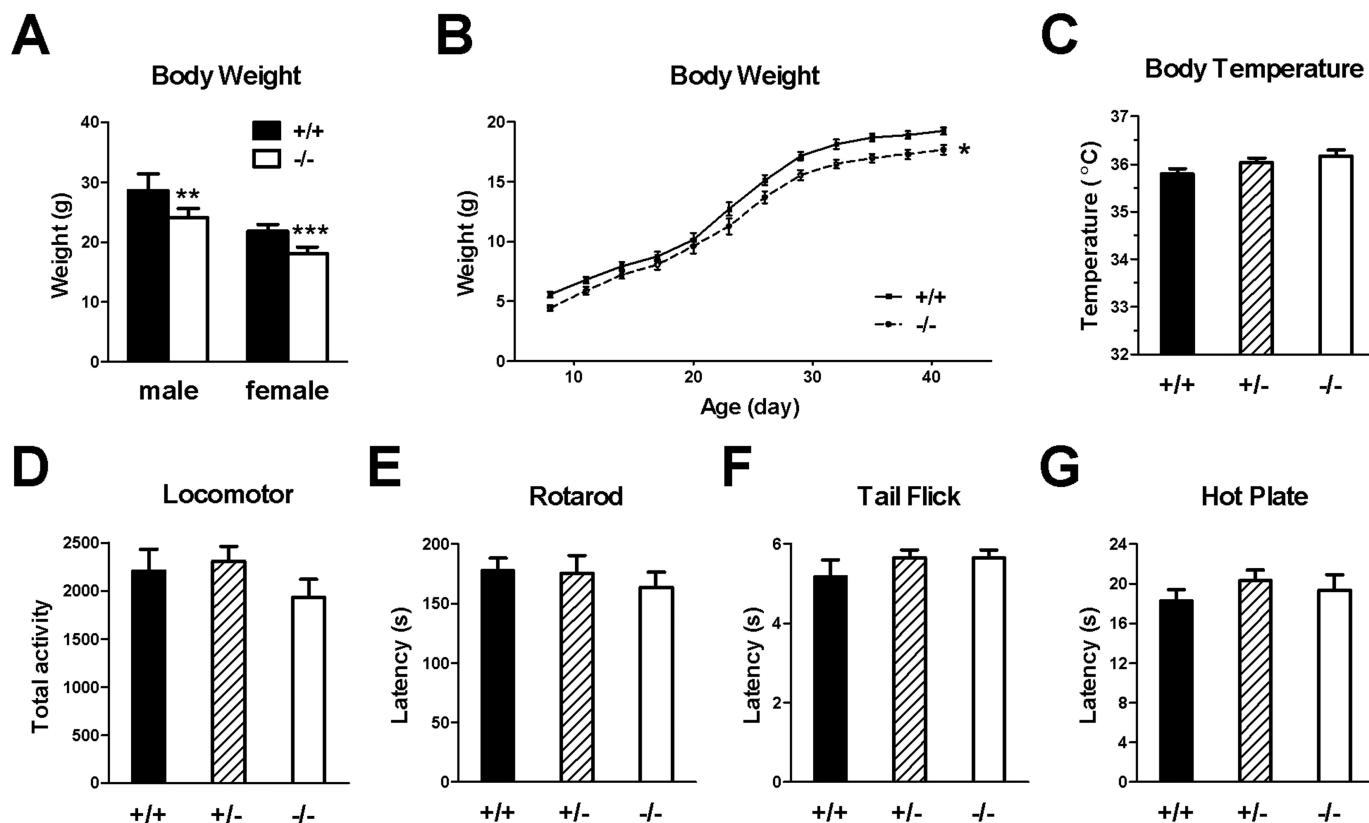 A
Body Weight
Weight (g)
40
30
20
10
0
+/+
-/-
**
***
male
female
B
Body Weight
Weight (g)
20
15
10
5
0
*
+/+
-/-
10
20
30
40
Age (day)
C
Body Temperature
Temperature ( °C)
37
36
35
34
33
32
+/+
+/-
-/-
D
Locomotor
Total activity
2500
2000
1500
1000
500
0
+/+
+/-
-/-
E
Rotarod
Latency (s)
200
150
100
50
0
+/+
+/-
-/-
F
Tail Flick
Latency (s)
6
4
2
0
+/+
+/-
-/-
G
Hot Plate
Latency (s)
24
20
16
12
8
4
0
+/+
+/-
-/-